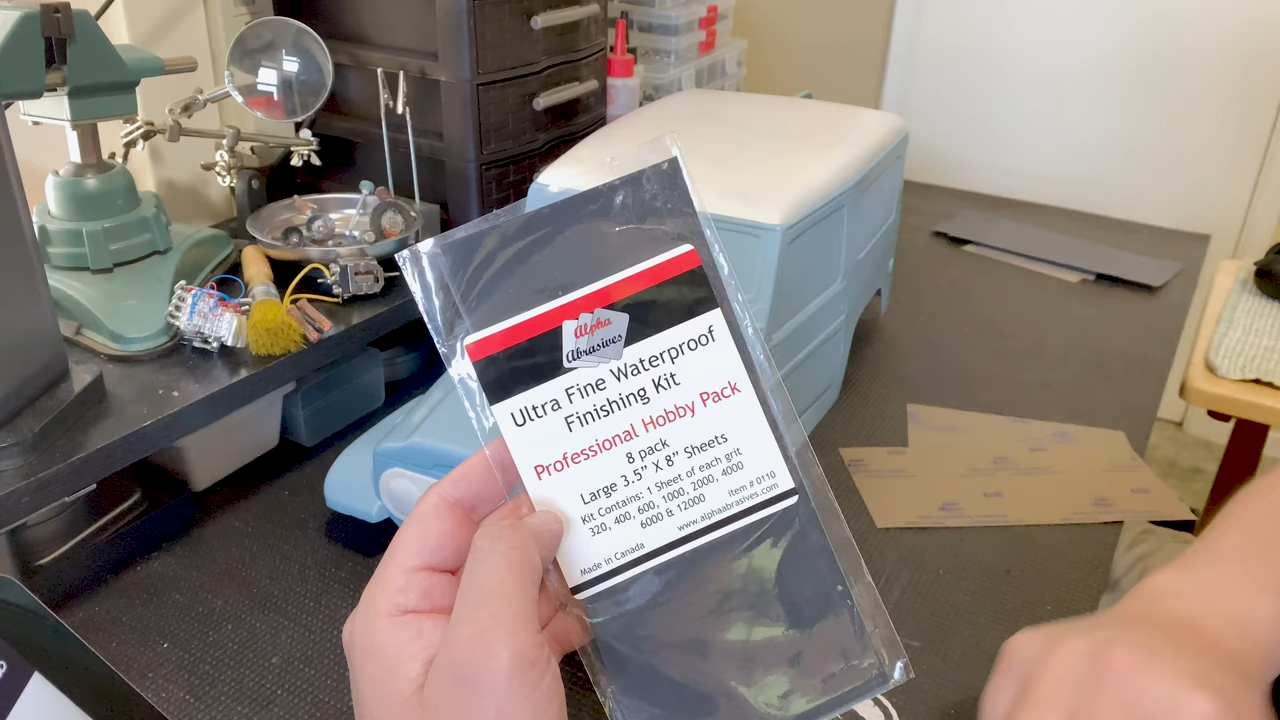 Alpha
Abrasives
Ultra Fine Waterproof
Finishing Kit
Professional Hobby Pack
8 pack
Large 3.5" X 8" Sheets
Kit Contains: 1 Sheet of each grit
320, 400, 600, 1000, 2000, 4000
6000 & 12000
item # 0110
www.alphaabrasives.com
Made in Canada